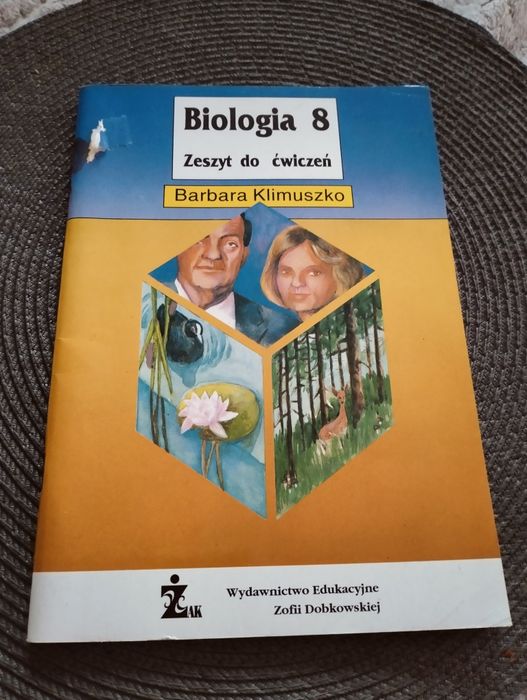 Biologia 8
Zeszyt do ćwiczeń
Barbara Klimuszko
ŻAK
Wydawnictwo Edukacyjne
Zofii Dobkowskiej